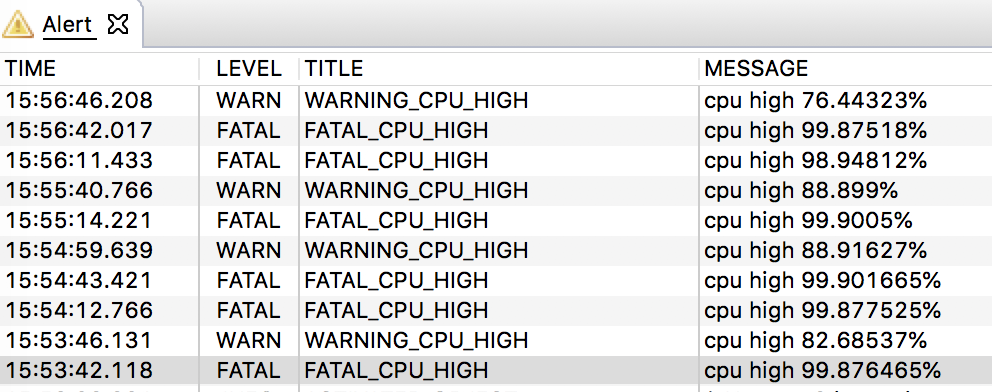 Alert
TIME LEVEL TITLE MESSAGE
15:56:46.208 WARN WARNING_CPU_HIGH cpu high 76.44323%
15:56:42.017 FATAL FATAL_CPU_HIGH cpu high 99.87518%
15:56:11.433 FATAL FATAL_CPU_HIGH cpu high 98.94812%
15:55:40.766 WARN WARNING_CPU_HIGH cpu high 88.899%
15:55:14.221 FATAL FATAL_CPU_HIGH cpu high 99.9005%
15:54:59.639 WARN WARNING_CPU_HIGH cpu high 88.91627%
15:54:43.421 FATAL FATAL_CPU_HIGH cpu high 99.901665%
15:54:12.766 FATAL FATAL_CPU_HIGH cpu high 99.877525%
15:53:46.131 WARN WARNING_CPU_HIGH cpu high 82.68537%
15:53:42.118 FATAL FATAL_CPU_HIGH cpu high 99.876465%